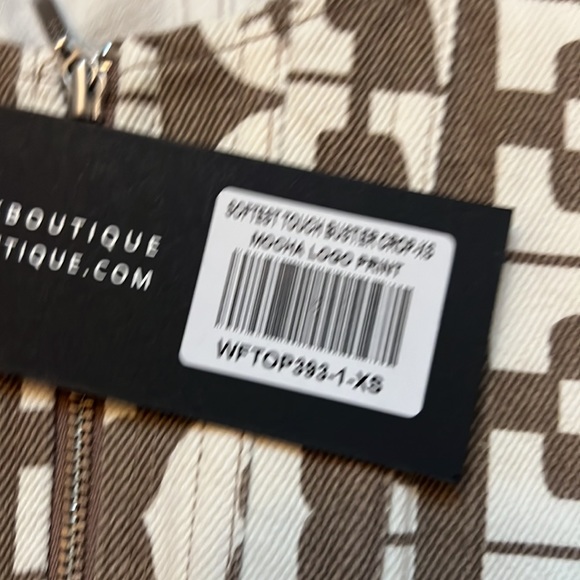 BOUTIQUE
TIQUE.COM
SOFTEST TOUCH BUSTIER CROP-XS
MOCHA LOGO PRINT
WFTOP393-1-XS